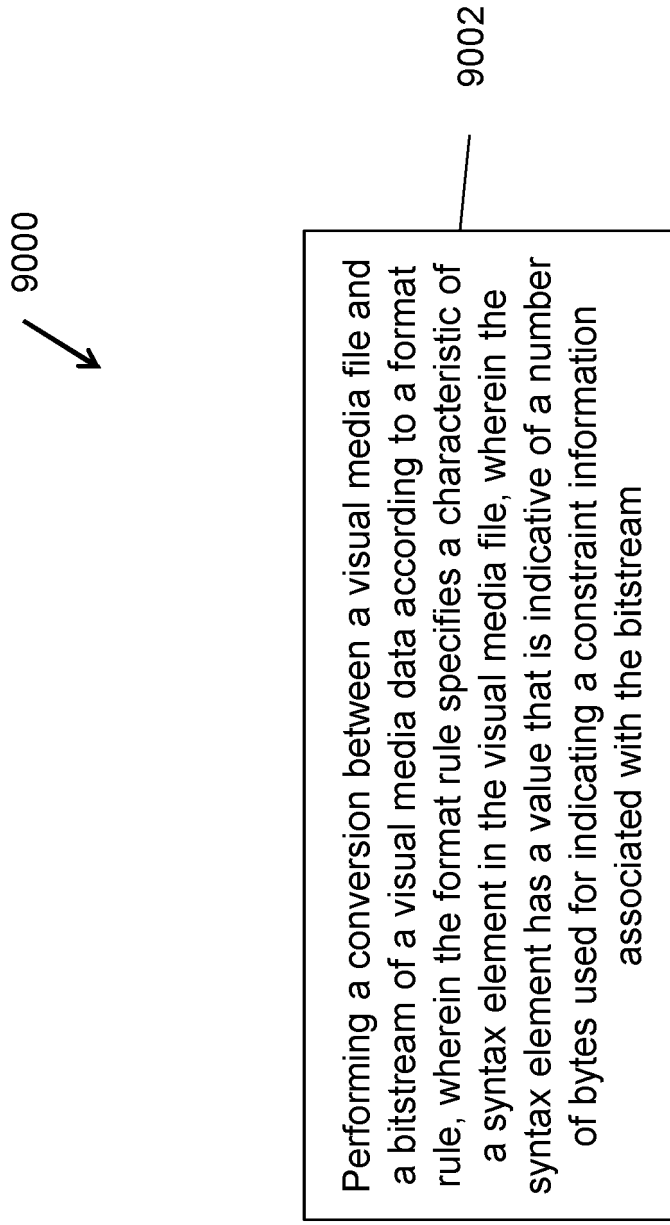 9000
Performing a conversion between a visual media file and
a bitstream of a visual media data according to a format
rule, wherein the format rule specifies a characteristic of
a syntax element in the visual media file, wherein the
syntax element has a value that is indicative of a number
of bytes used for indicating a constraint information
associated with the bitstream
9002